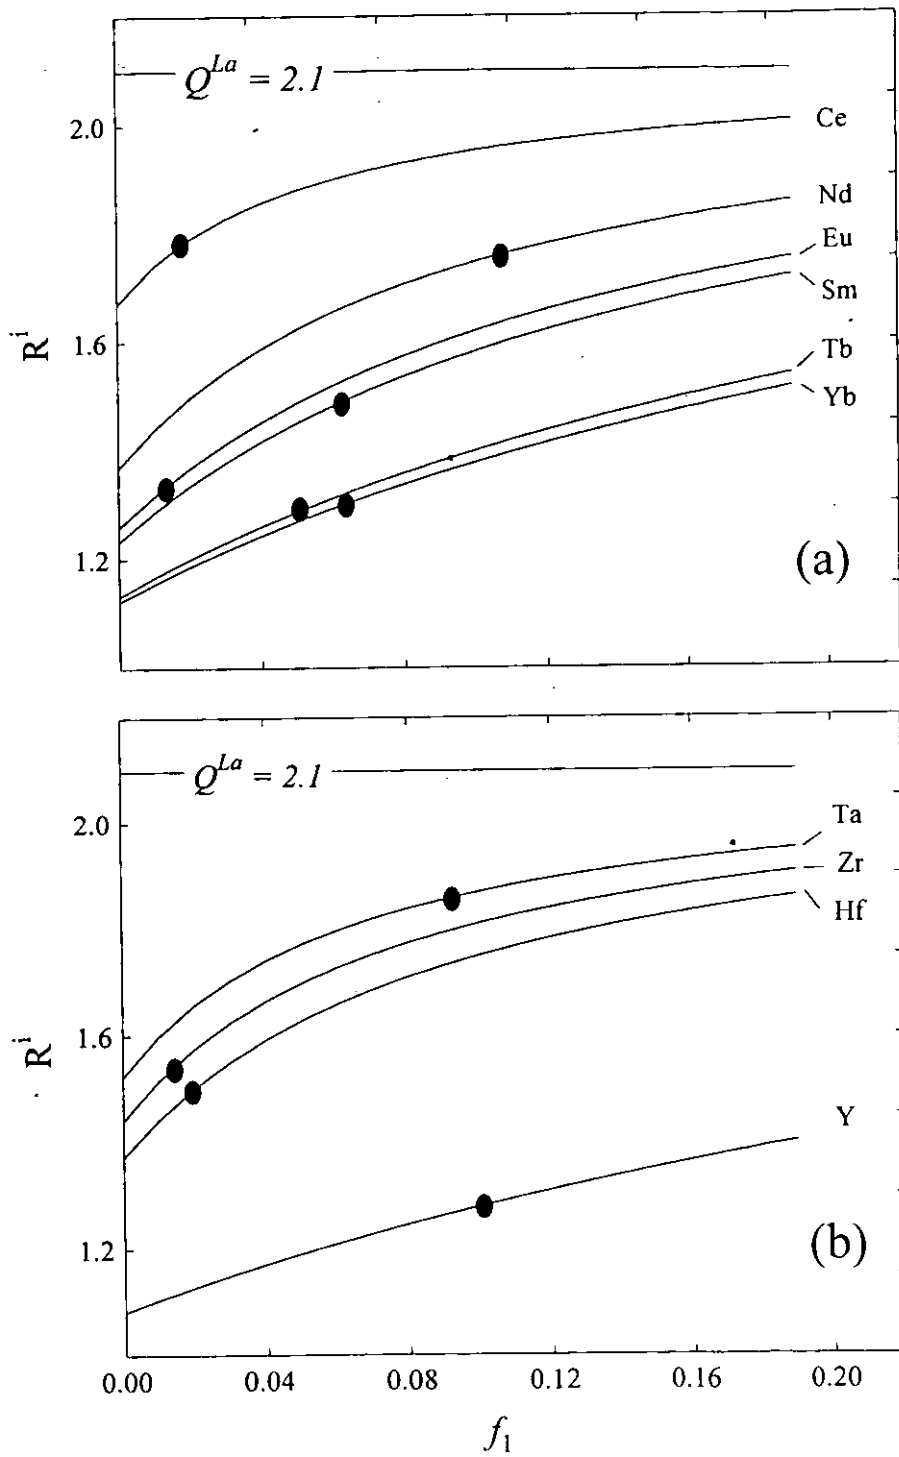 Q^La = 2.1
Ce
2.0
Nd
Eu
Sm
R^i
1.6
Tb
Yb
1.2
(a)
Q^La = 2.1
Ta
2.0
Zr
Hf
R^i
1.6
Y
1.2
(b)
0.00 0.04 0.08 0.12 0.16 0.20
f₁